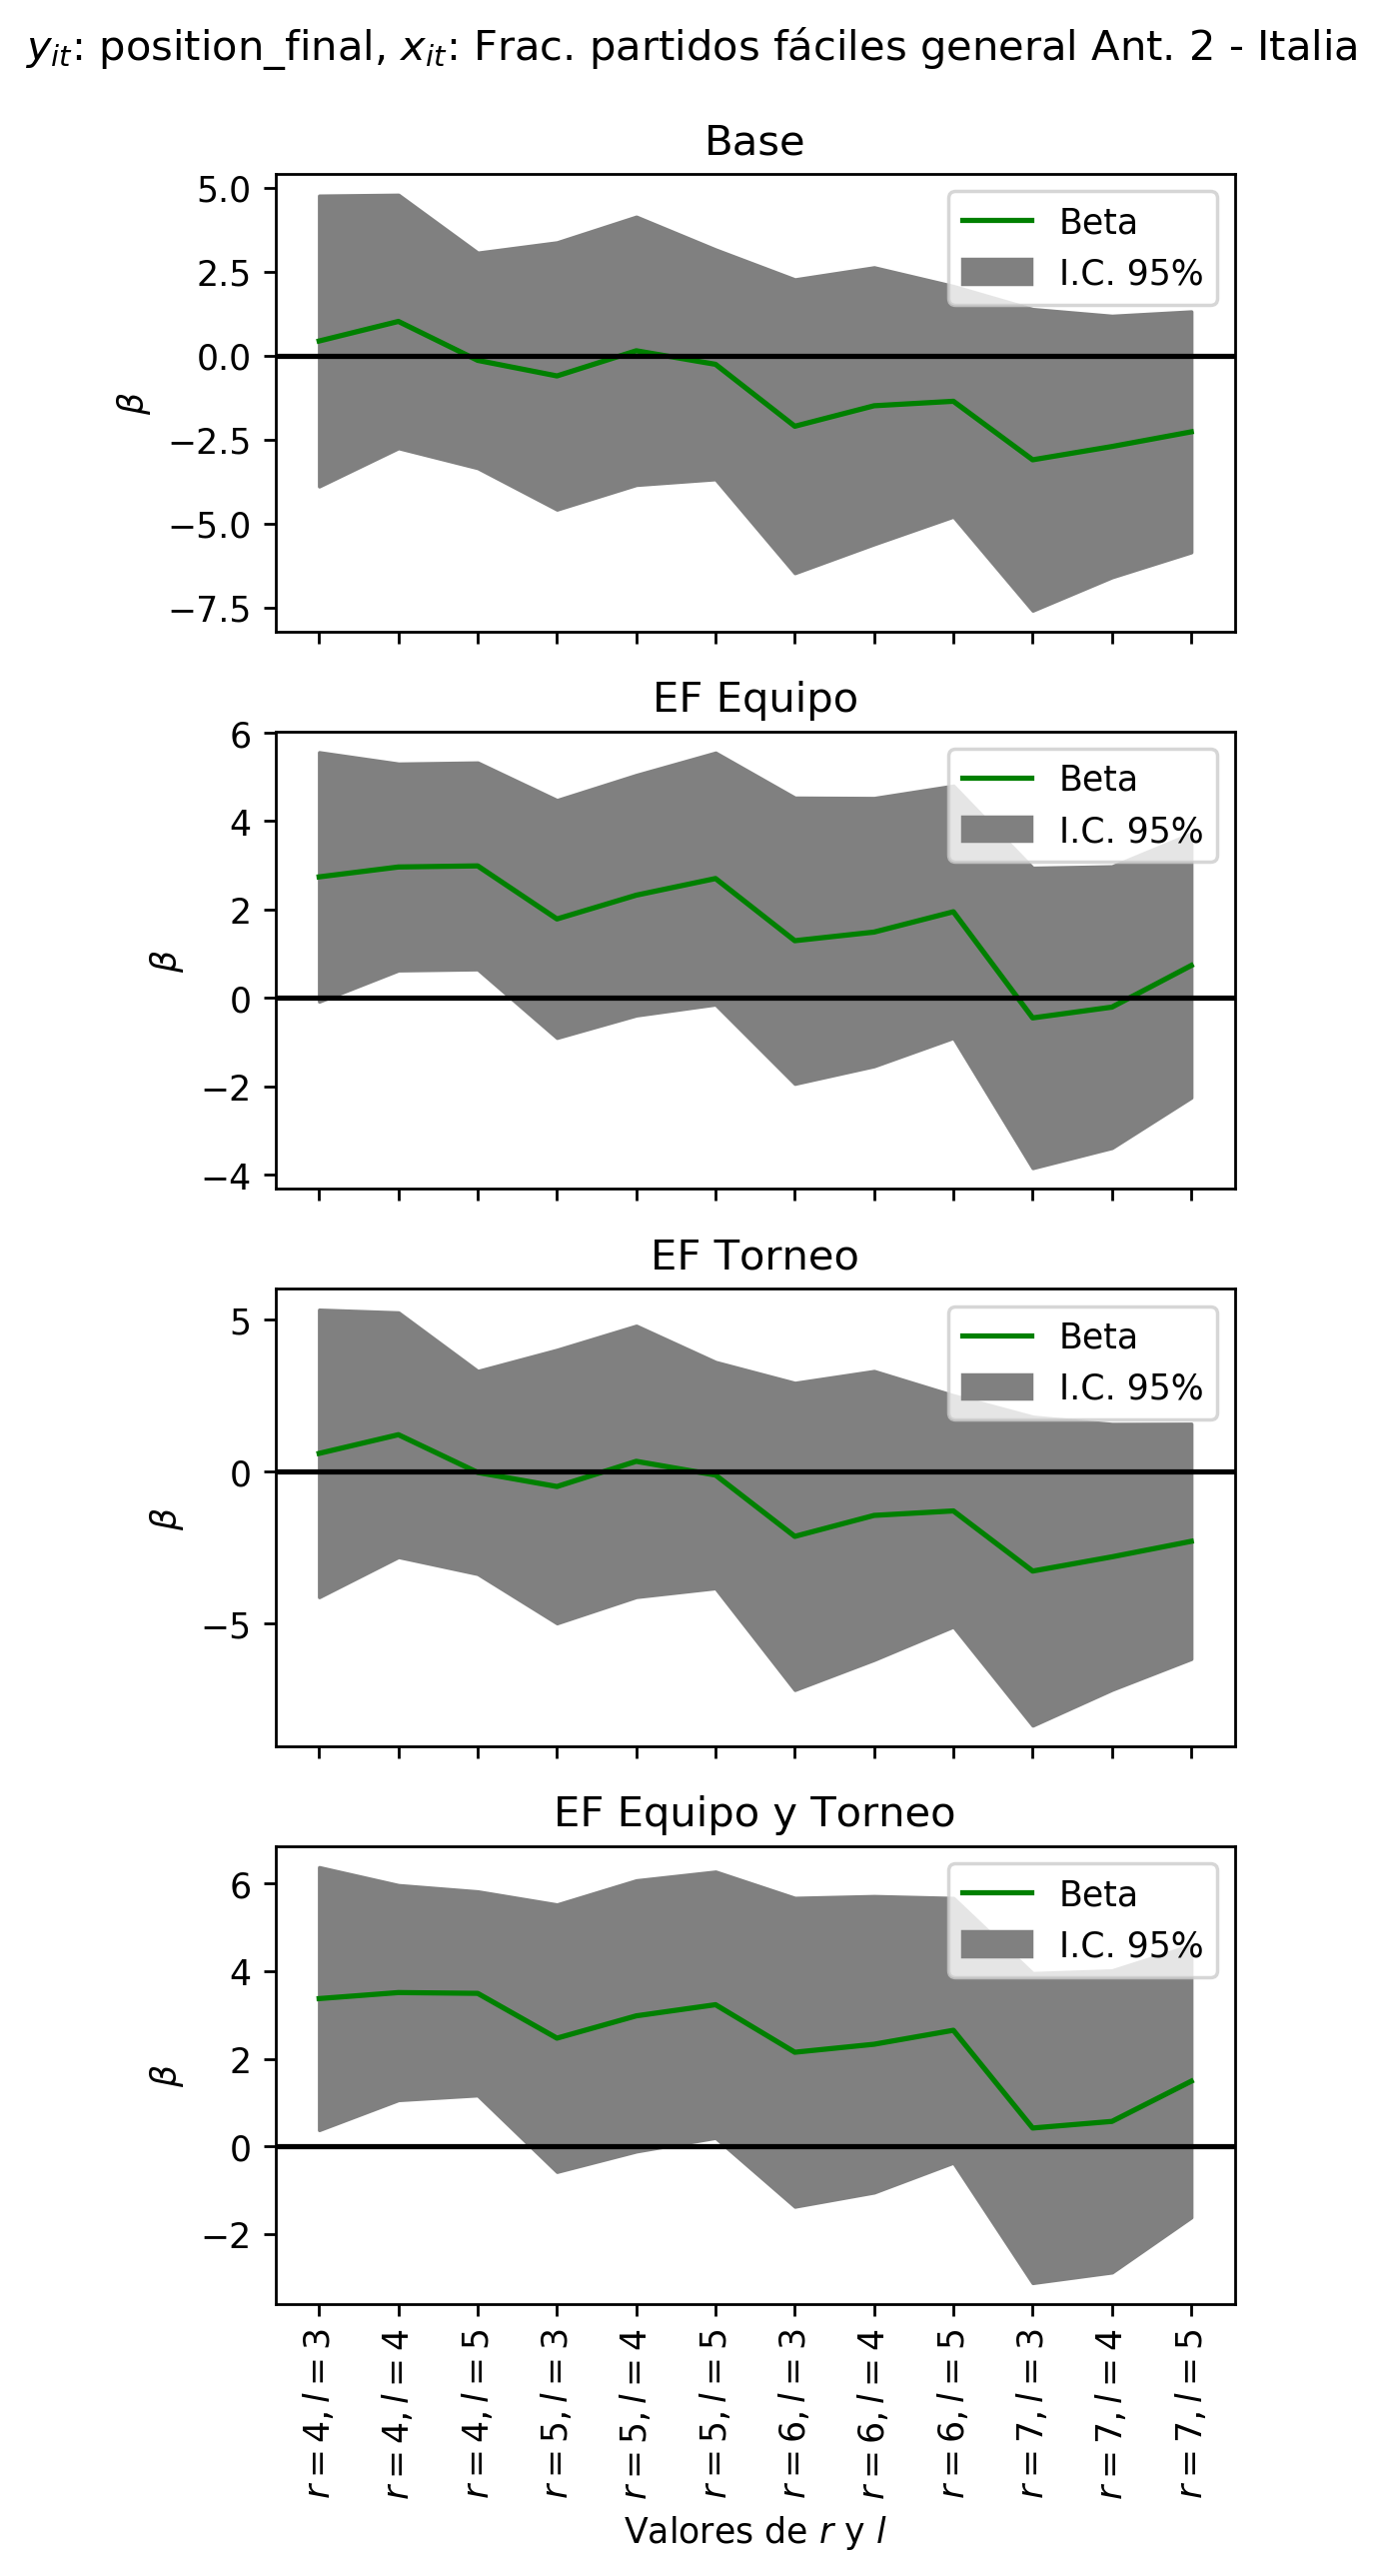 y_it: position_final, x_it: Frac. partidos fáciles general Ant. 2 - Italia
Base
5.0
2.5
0.0
−2.5
−5.0
−7.5
β
Beta
I.C. 95%
EF Equipo
6
4
2
0
−2
−4
β
Beta
I.C. 95%
EF Torneo
5
0
−5
β
Beta
I.C. 95%
EF Equipo y Torneo
6
4
2
0
−2
β
Beta
I.C. 95%
r = 4, l = 3
r = 4, l = 4
r = 4, l = 5
r = 5, l = 3
r = 5, l = 4
r = 5, l = 5
r = 6, l = 3
r = 6, l = 4
r = 6, l = 5
r = 7, l = 3
r = 7, l = 4
r = 7, l = 5
Valores de r y l